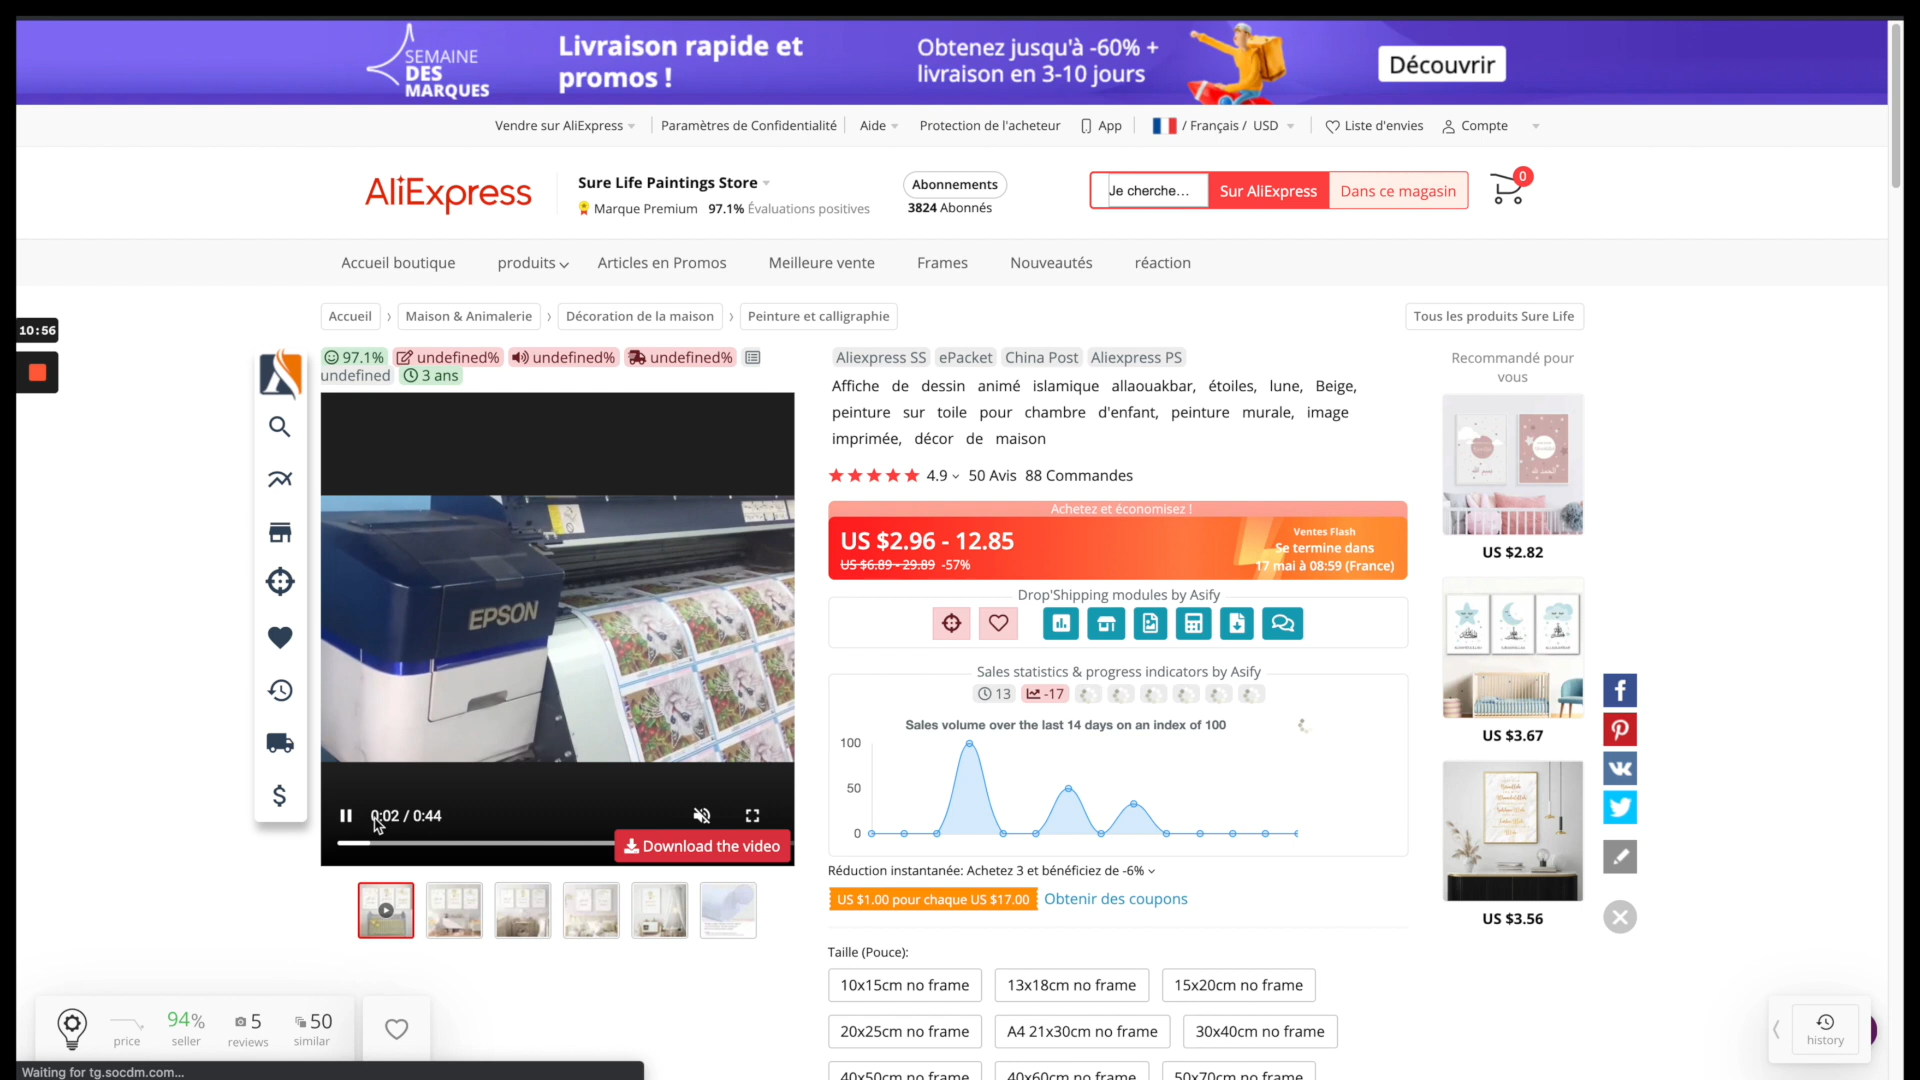 SEMAINE
DES
MARQUES
Livraison rapide et
promos !
Obtenez jusqu'à -60% +
livraison en 3-10 jours
Découvrir
Vendre sur AliExpress
Paramètres de Confidentialité
Aide
Protection de l'acheteur
App
/ Français / USD
Liste d'envies
Compte
AliExpress
Sure Life Paintings Store
Marque Premium 97.1% Évaluations positives
Abonnements
3824 Abonnés
Je cherche...
Sur AliExpress
Dans ce magasin
0
Accueil boutique
produits
Articles en Promos
Meilleure vente
Frames
Nouveautés
réaction
10:56
Accueil › Maison & Animalerie › Décoration de la maison › Peinture et calligraphie
Tous les produits Sure Life
97.1% undefined% undefined% undefined%
undefined 3 ans
EPSON
0:02 / 0:44
Download the video
Aliexpress SS ePacket China Post Aliexpress PS
Affiche de dessin animé islamique allaouakbar, étoiles, lune, Beige,
peinture sur toile pour chambre d'enfant, peinture murale, image
imprimée, décor de maison
4.9 50 Avis 88 Commandes
Achetez et économisez !
US $2.96 - 12.85
US $6.89 - 29.89 -57%
Ventes Flash
Se termine dans
17 mai à 08:59 (France)
Drop'Shipping modules by Asify
Sales statistics & progress indicators by Asify
13 -17
Sales volume over the last 14 days on an index of 100
100
50
0
Réduction instantanée: Achetez 3 et bénéficiez de -6%
US $1.00 pour chaque US $17.00 Obtenir des coupons
Taille (Pouce):
10x15cm no frame
13x18cm no frame
15x20cm no frame
20x25cm no frame
A4 21x30cm no frame
30x40cm no frame
40x50cm no frame
40x60cm no frame
50x70cm no frame
Recommandé pour
vous
US $2.82
US $3.67
US $3.56
price
94%
seller
5
reviews
50
similar
history
Waiting for tg.socdm.com...